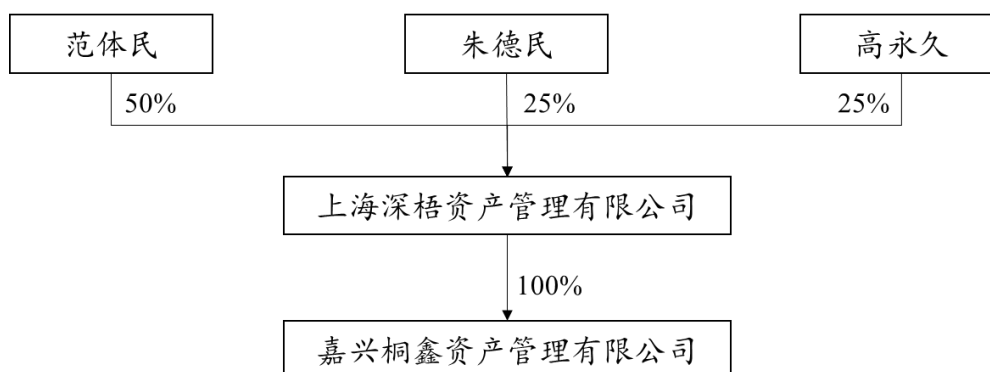 范体民 朱德民 高永久
50% 25% 25%
上海深梧资产管理有限公司
100%
嘉兴桐鑫资产管理有限公司